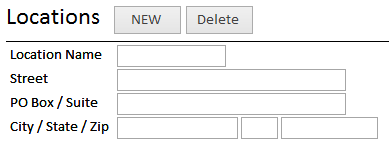 Locations NEW Delete
Location Name
Street
PO Box / Suite
City / State / Zip